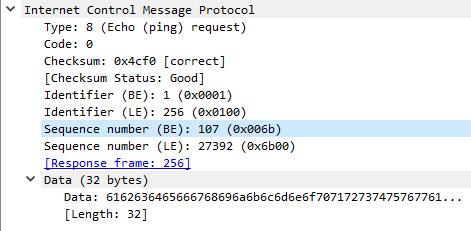 Internet Control Message Protocol
Type: 8 (Echo (ping) request)
Code: 0
Checksum: 0x4cf0 [correct]
[Checksum Status: Good]
Identifier (BE): 1 (0x0001)
Identifier (LE): 256 (0x0100)
Sequence number (BE): 107 (0x006b)
Sequence number (LE): 27392 (0x6b00)
[Response frame: 256]
Data (32 bytes)
Data: 6162636465666768696a6b6c6d6e6f7071727374757677​61...
[Length: 32]